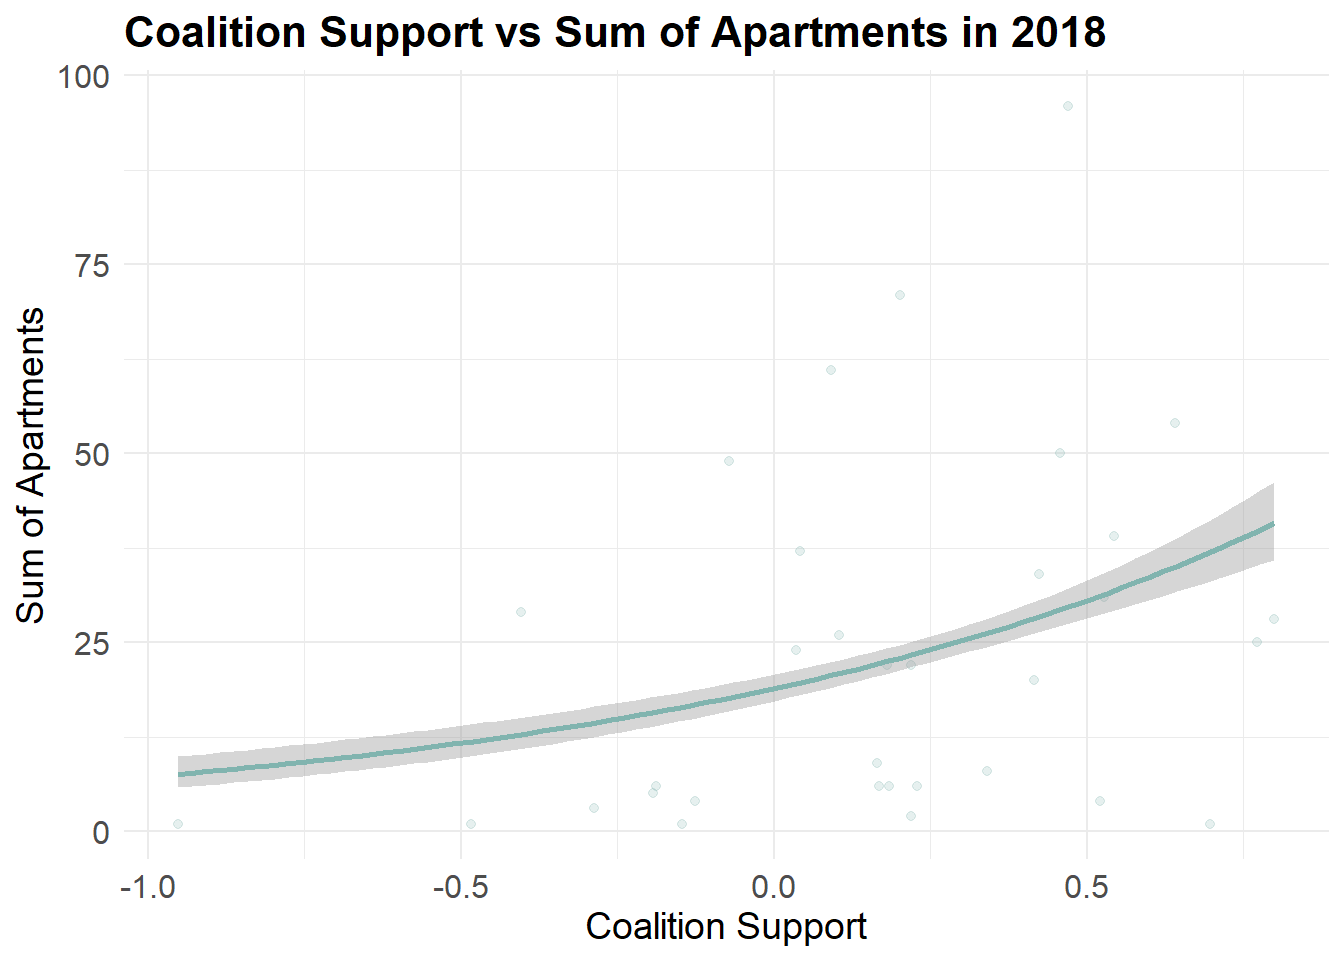 Coalition Support vs Sum of Apartments in 2018
100
75
50
25
0
Sum of Apartments
-1.0 -0.5 0.0 0.5
Coalition Support